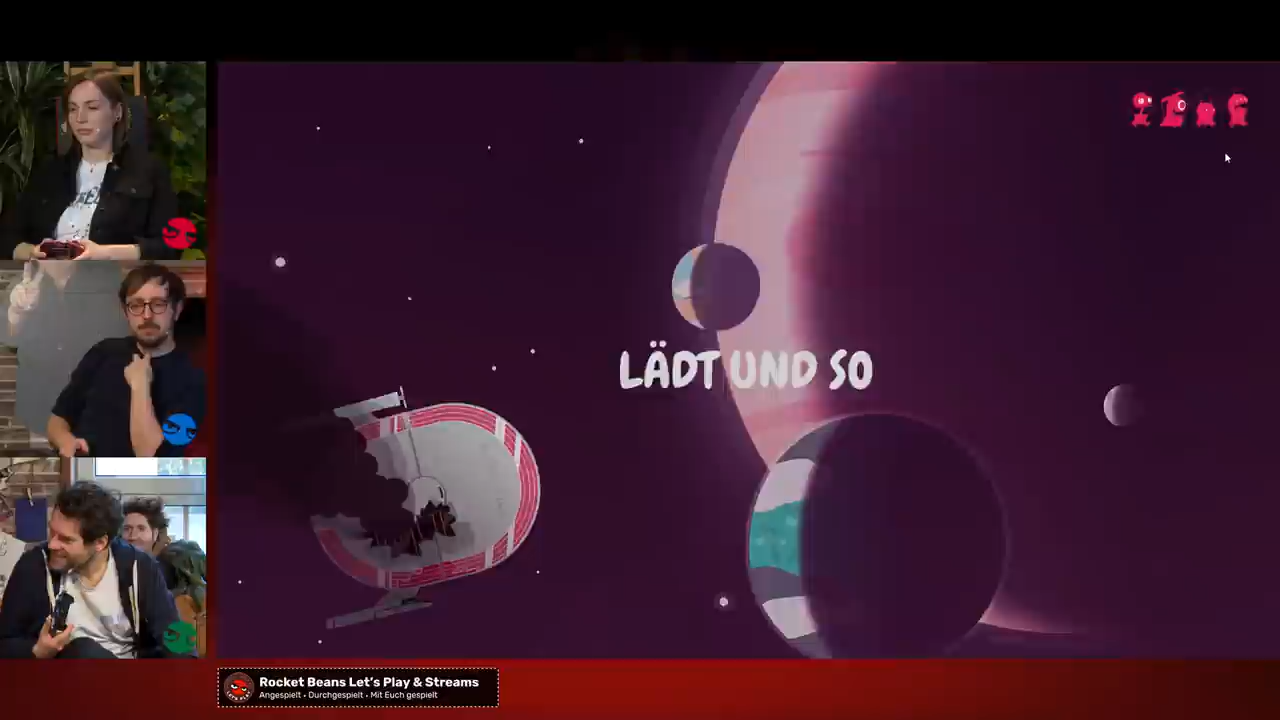 LÄDT UND SO
Rocket Beans Let's Play & Streams
Angespielt • Durchgespielt • Mit Euch gespielt